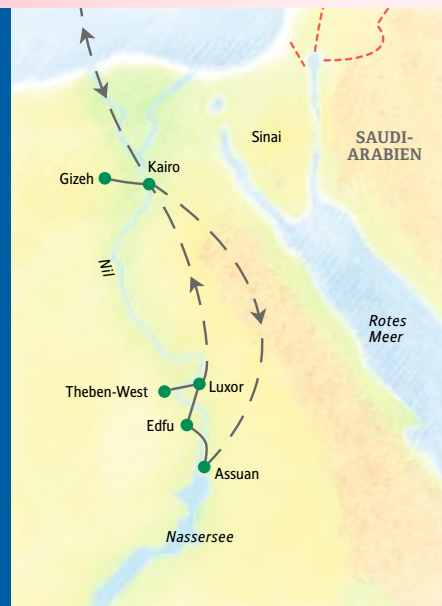 Sinai
SAUDI-
ARABIEN
Kairo
Gizeh
Nil
Rotes
Meer
Theben-West
Luxor
Edfu
Assuan
Nassersee